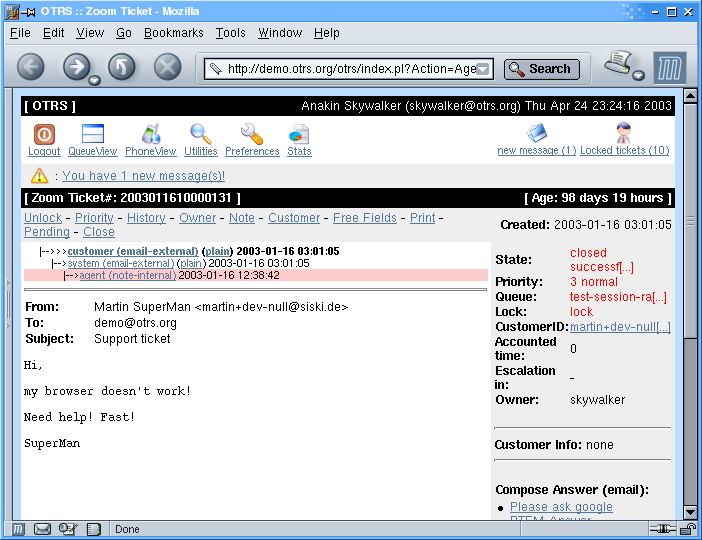 OTRS :: Zoom Ticket - Mozilla
File Edit View Go Bookmarks Tools Window Help
http://demo.otrs.org/otrs/index.pl?Action=Age Search
[ OTRS ] Anakin Skywalker (skywalker@otrs.org) Thu Apr 24 23:24:16 2003
Logout QueueView PhoneView Utilities Preferences Stats new message (1) Locked tickets (10)
: You have 1 new message(s)!
[ Zoom Ticket#: 2003011610000131 ] [ Age: 98 days 19 hours ]
Unlock - Priority - History - Owner - Note - Customer - Free Fields - Print -
Pending - Close
Created: 2003-01-16 03:01:05
|-->>>customer (email-external) (plain) 2003-01-16 03:01:05
|-->system (email-external) (plain) 2003-01-16 03:01:05
|-->agent (note-internal) 2003-01-16 12:38:42
From: Martin SuperMan <martin+dev-null@siski.de>
To: demo@otrs.org
Subject: Support ticket
Hi,
my browser doesn't work!
Need help! Fast!
SuperMan
State: closed
successf[...]
Priority: 3 normal
Queue: test-session-ra[...]
Lock: lock
CustomerID: martin+dev-null[...]
Accounted
time: 0
Escalation
in: -
Owner: skywalker
Customer Info: none
Compose Answer (email):
Please ask google
Done